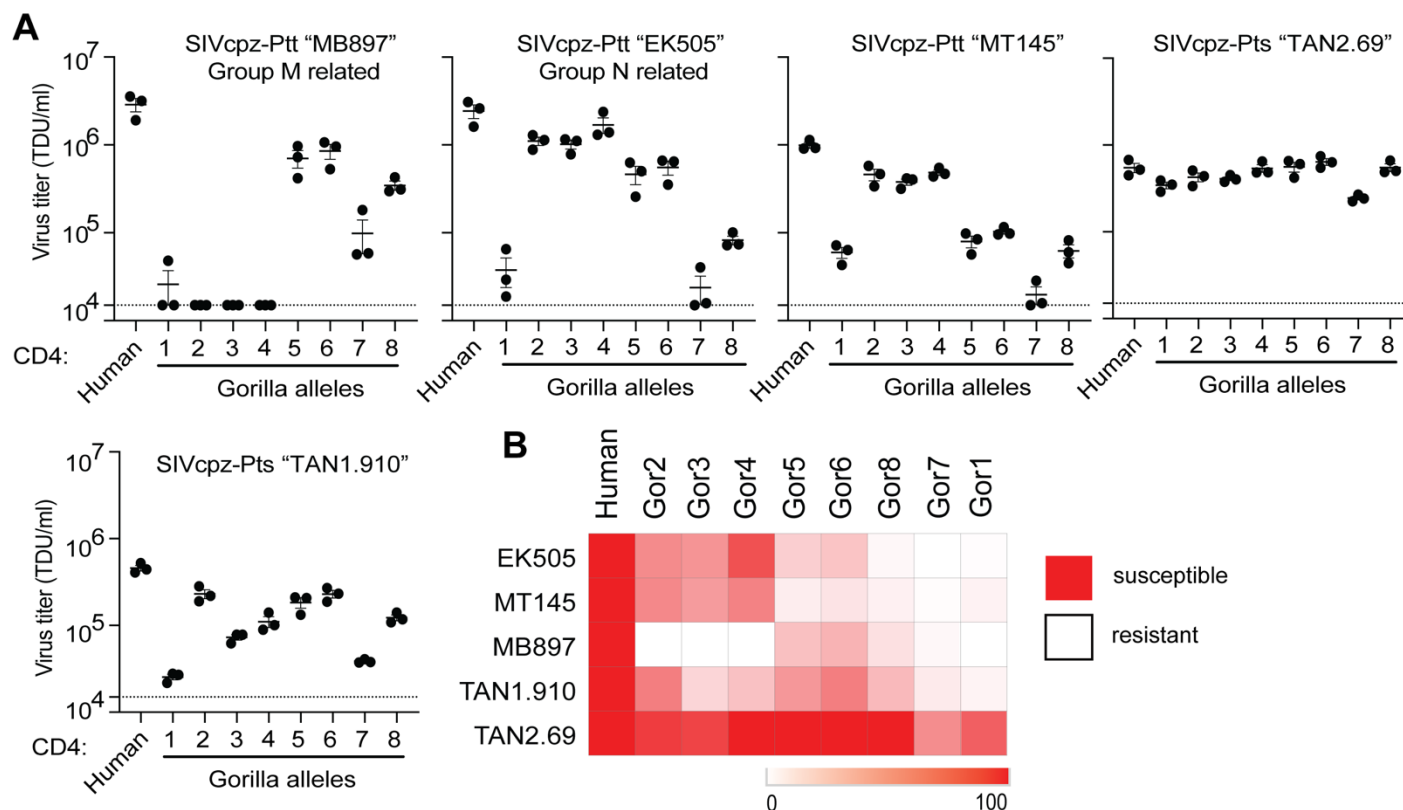 A
SIVcpz-Ptt “MB897”
Group M related
SIVcpz-Ptt “EK505”
Group N related
SIVcpz-Ptt “MT145”
SIVcpz-Pts “TAN2.69”
Virus titer (TDU/ml)
10^7
10^6
10^5
10^4
CD4:
Human
1 2 3 4 5 6 7 8
Gorilla alleles
Human
1 2 3 4 5 6 7 8
Gorilla alleles
Human
1 2 3 4 5 6 7 8
Gorilla alleles
Human
1 2 3 4 5 6 7 8
Gorilla alleles
SIVcpz-Pts “TAN1.910”
Virus titer (TDU/ml)
10^7
10^6
10^5
10^4
CD4:
Human
1 2 3 4 5 6 7 8
Gorilla alleles
B
Human
Gor2
Gor3
Gor4
Gor5
Gor6
Gor8
Gor7
Gor1
EK505
MT145
MB897
TAN1.910
TAN2.69
susceptible
resistant
0 100